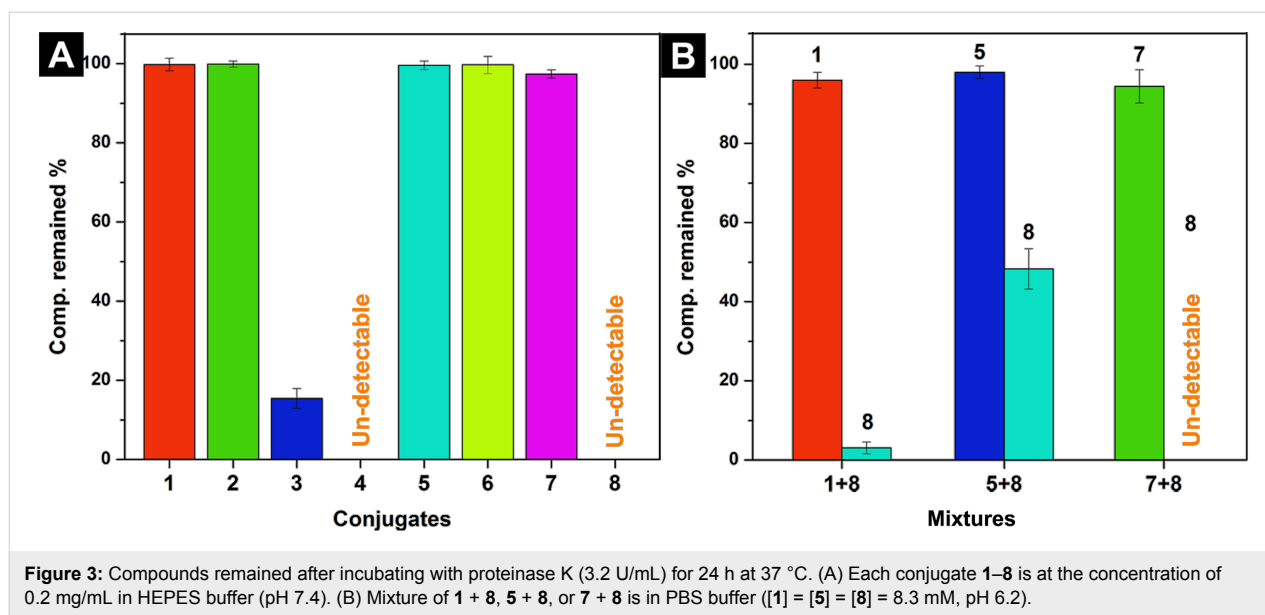 A
Comp. remained %
100
80
60
40
20
0
Un-detectable
Un-detectable
1 2 3 4 5 6 7 8
Conjugates
B
Comp. remained %
100
80
60
40
20
0
1
8
5
8
7
8
Un-detectable
1+8 5+8 7+8
Mixtures
Figure 3: Compounds remained after incubating with proteinase K (3.2 U/mL) for 24 h at 37 °C. (A) Each conjugate 1–8 is at the concentration of
0.2 mg/mL in HEPES buffer (pH 7.4). (B) Mixture of 1 + 8, 5 + 8, or 7 + 8 is in PBS buffer ([1] = [5] = [8] = 8.3 mM, pH 6.2).